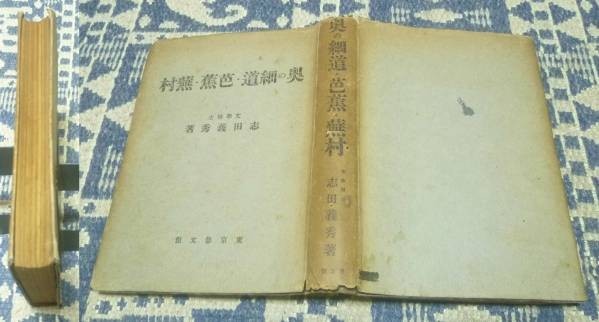 奥の細道・芭蕉・蕪村
文學博士
志田義秀著
東京修文館
奥の細道・芭蕉・蕪村
志田義秀著